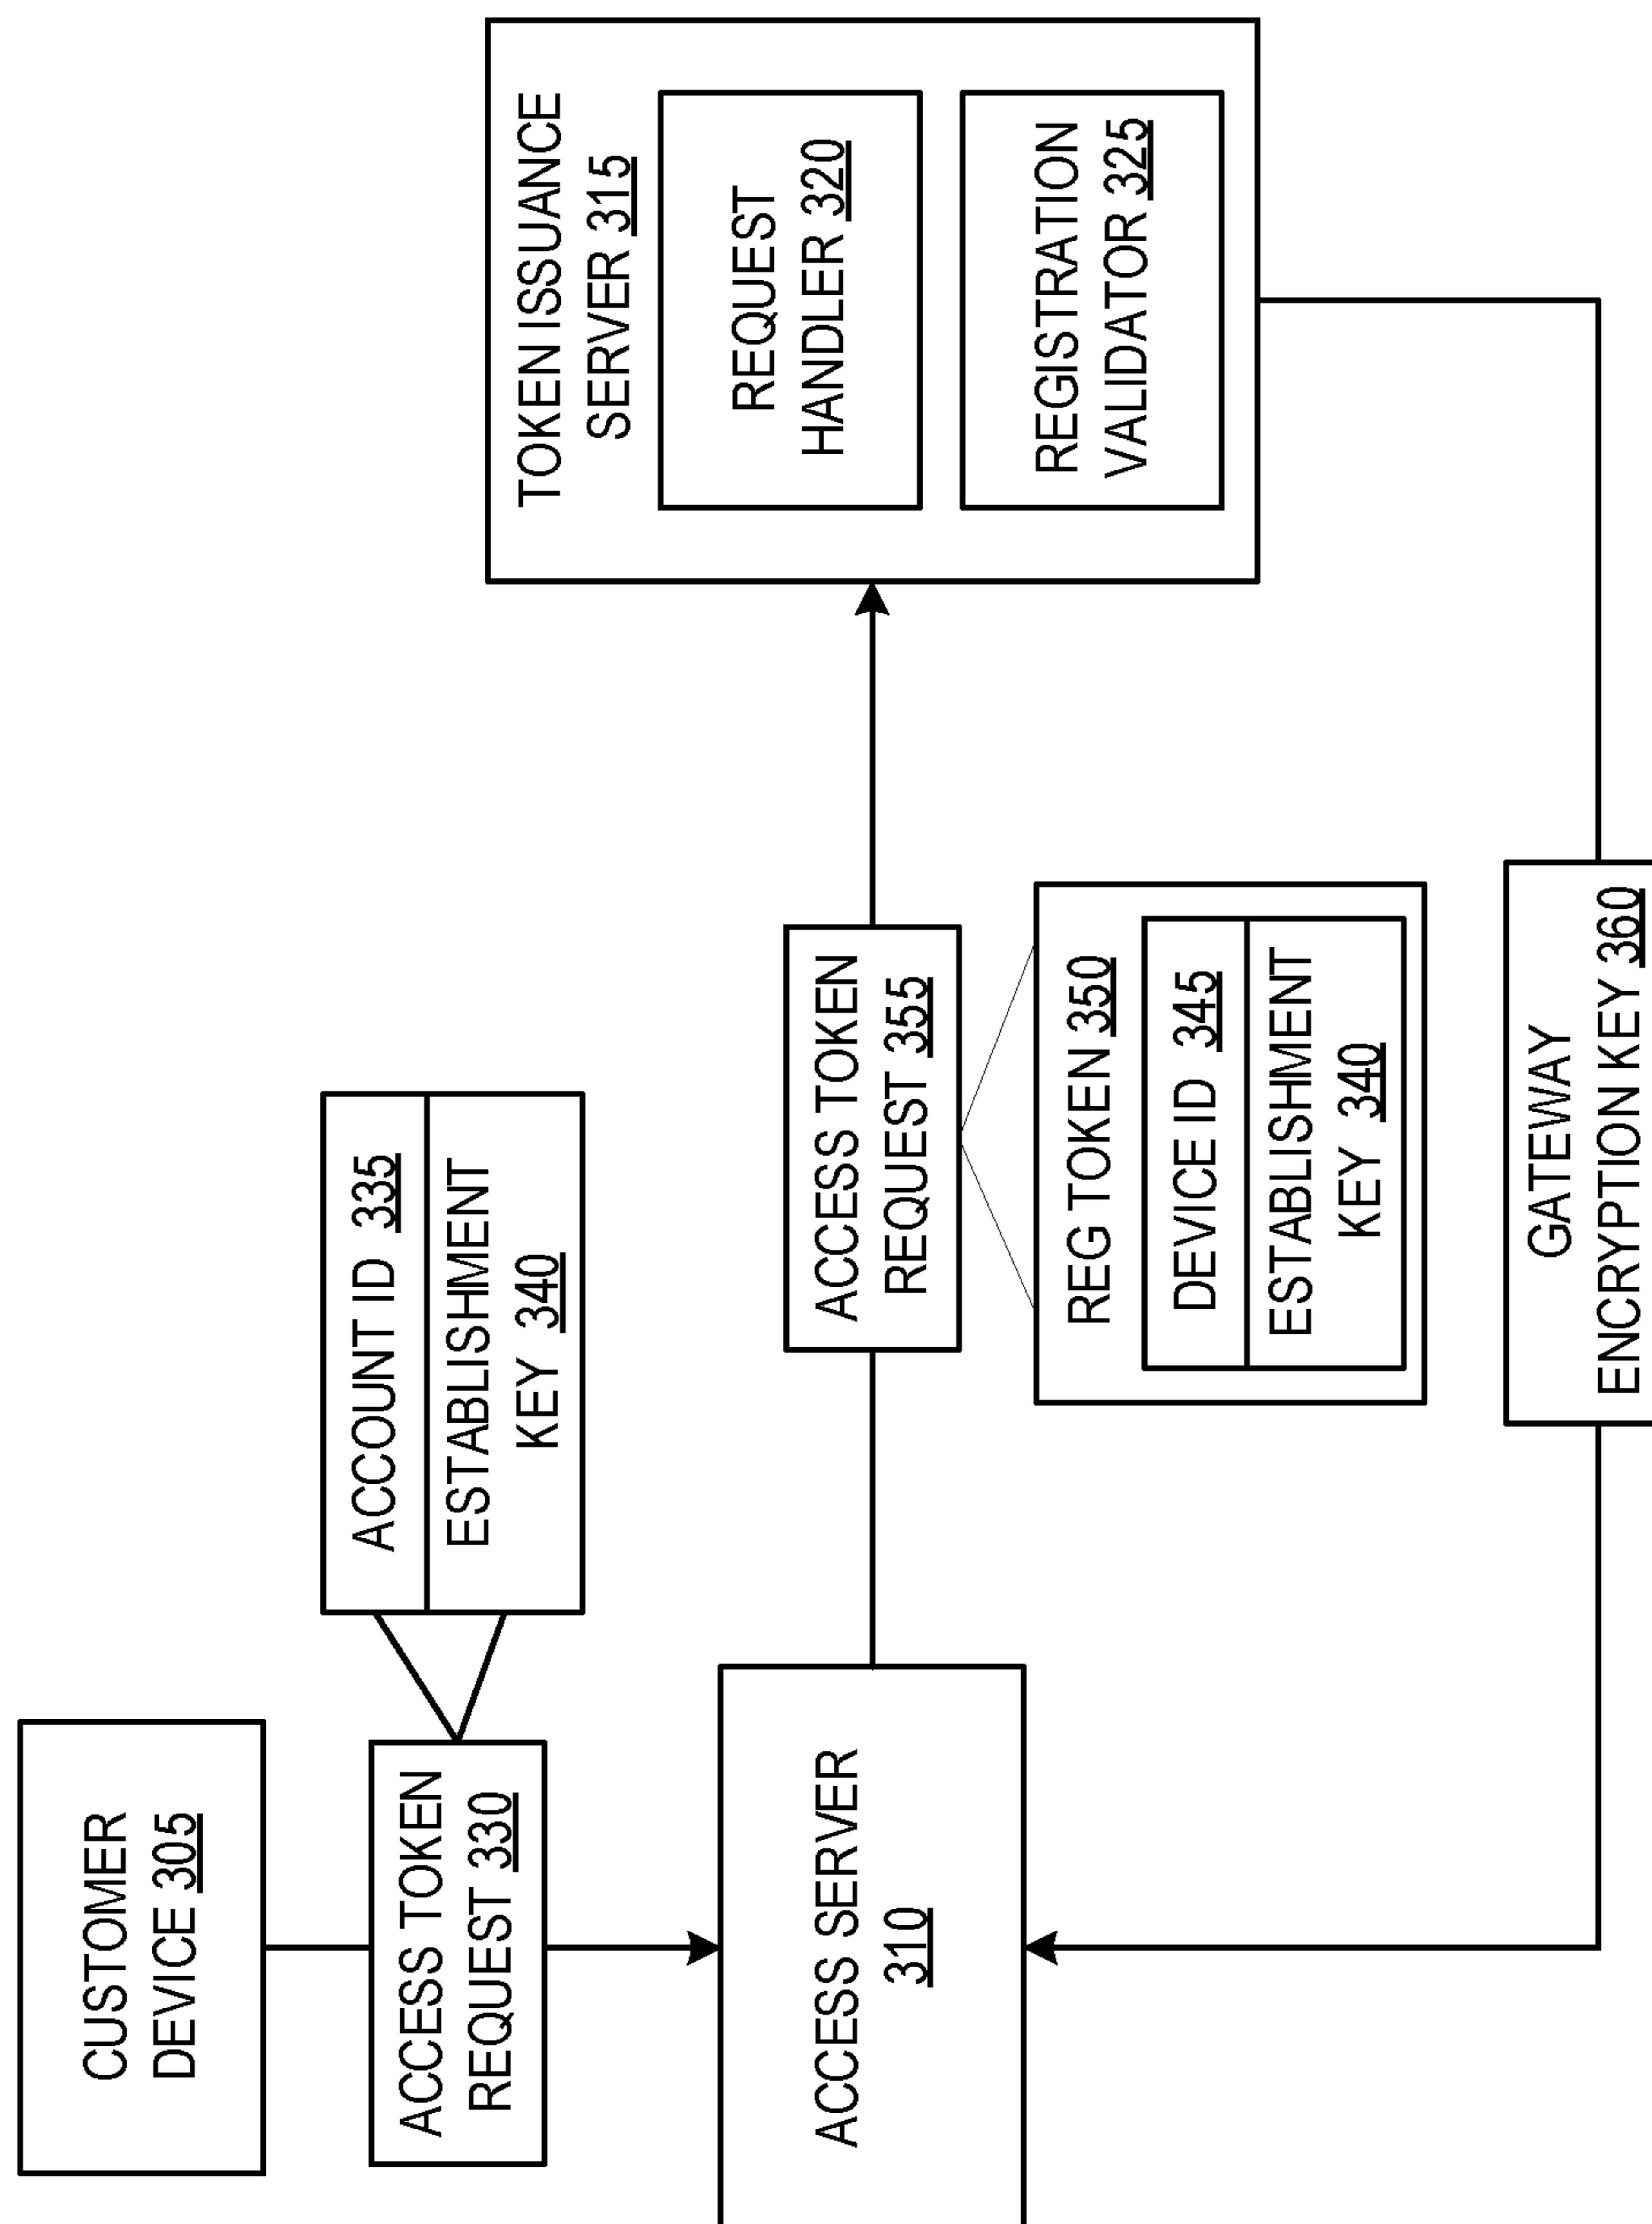 CUSTOMER
DEVICE 305
ACCESS TOKEN
REQUEST 330
ACCOUNT ID 335
ESTABLISHMENT
KEY 340
ACCESS SERVER
310
ACCESS TOKEN
REQUEST 355
REG TOKEN 350
DEVICE ID 345
ESTABLISHMENT
KEY 340
TOKEN ISSUANCE
SERVER 315
REQUEST
HANDLER 320
REGISTRATION
VALIDATOR 325
GATEWAY
ENCRYPTION KEY 360